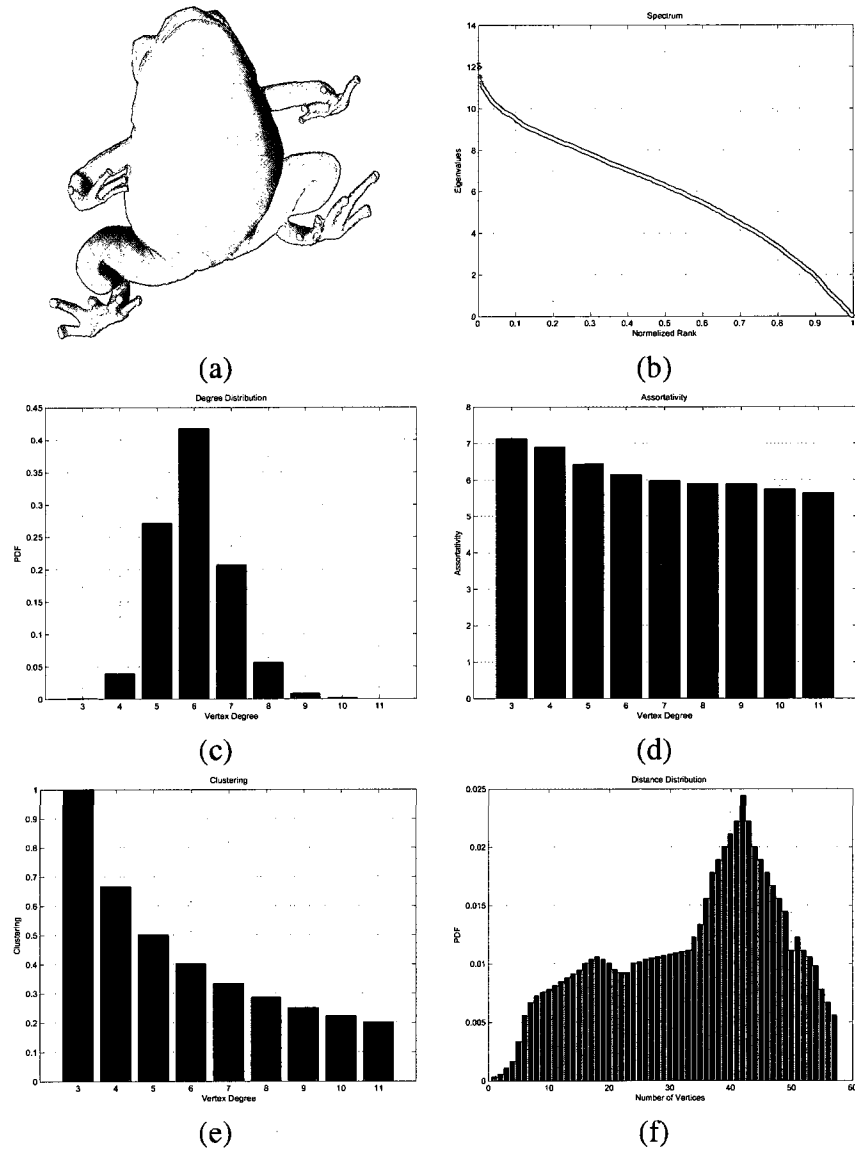 Spectrum
14
12
10
8
6
4
2
0
Eigenvalues
0 0.1 0.2 0.3 0.4 0.5 0.6 0.7 0.8 0.9 1
Normalized Rank
(a)
(b)
Degree Distribution
0.45
0.4
0.35
0.3
0.25
0.2
0.15
0.1
0.05
0
PDF
3 4 5 6 7 8 9 10 11
Vertex Degree
Assortativity
8
7
6
5
4
3
2
1
0
Assortativity
3 4 5 6 7 8 9 10 11
Vertex Degree
(c)
(d)
Clustering
1
0.9
0.8
0.7
0.6
0.5
0.4
0.3
0.2
0.1
0
Clustering
3 4 5 6 7 8 9 10 11
Vertex Degree
Distance Distribution
0.025
0.02
0.015
0.01
0.005
0
PDF
0 10 20 30 40 50 60
Number of Vertices
(e)
(f)